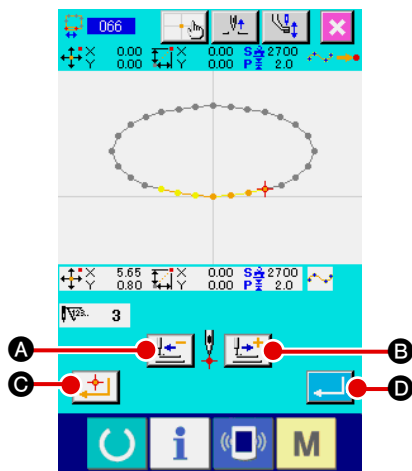 066
X 0.00 X 0.00 S 2700
Y 0.00 Y 0.00 P 2.0
X 5.65 X 0.00 S 2700
Y 0.80 Y 0.00 P 2.0
123.. 3
A B
C D
i M